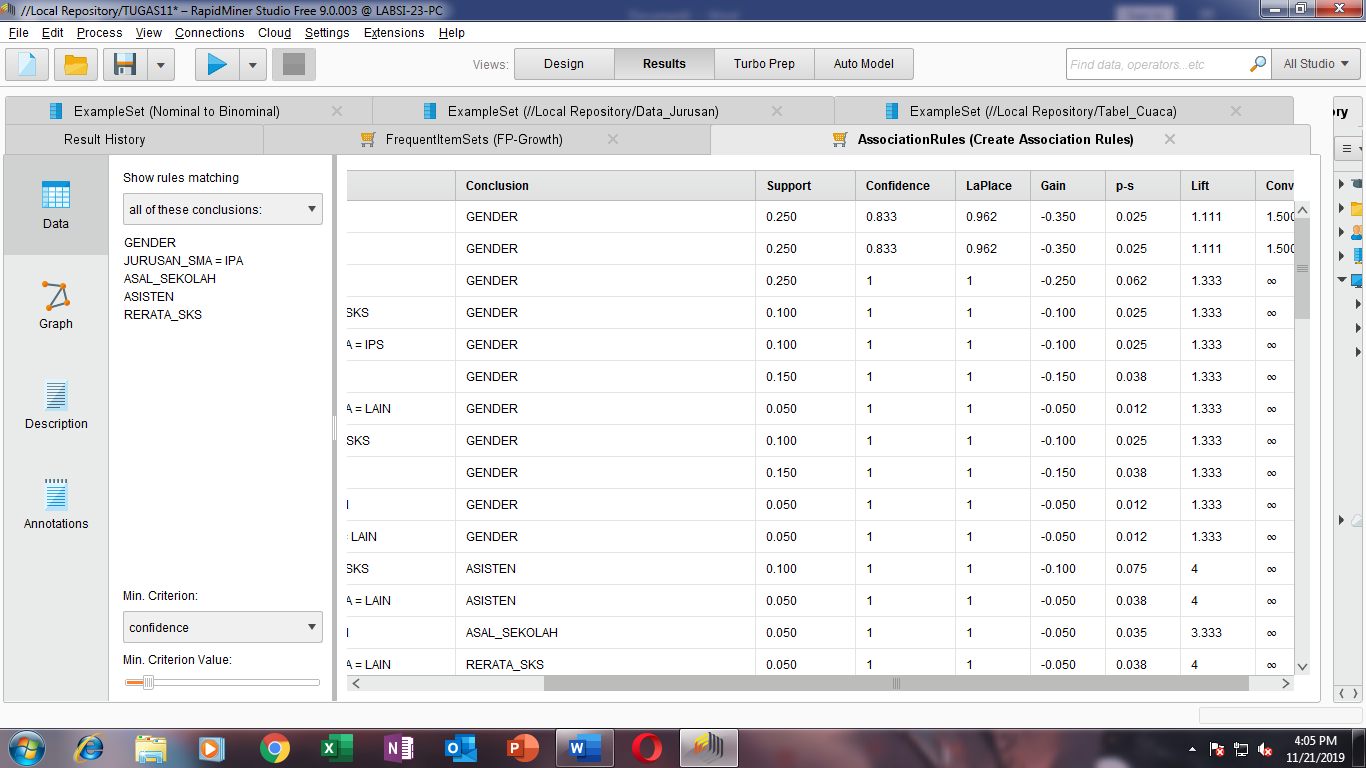 //Local Repository/TUGAS11* – RapidMiner Studio Free 9.0.003 @ LABSI-23-PC
File Edit Process View Connections Cloud Settings Extensions Help
Views: Design Results Turbo Prep Auto Model Find data, operators...etc All Studio
ExampleSet (Nominal to Binominal) ExampleSet (//Local Repository/Data_Jurusan) ExampleSet (//Local Repository/Tabel_Cuaca)
Result History FrequentItemSets (FP-Growth) AssociationRules (Create Association Rules)
Data
Graph
Description
Annotations
Show rules matching
all of these conclusions:
GENDER
JURUSAN_SMA = IPA
ASAL_SEKOLAH
ASISTEN
RERATA_SKS
Min. Criterion:
confidence
Min. Criterion Value:
Conclusion Support Confidence LaPlace Gain p-s Lift Conv
GENDER 0.250 0.833 0.962 -0.350 0.025 1.111 1.500
GENDER 0.250 0.833 0.962 -0.350 0.025 1.111 1.500
GENDER 0.250 1 1 -0.250 0.062 1.333 ∞
SKS GENDER 0.100 1 1 -0.100 0.025 1.333 ∞
A = IPS GENDER 0.100 1 1 -0.100 0.025 1.333 ∞
GENDER 0.150 1 1 -0.150 0.038 1.333 ∞
A = LAIN GENDER 0.050 1 1 -0.050 0.012 1.333 ∞
SKS GENDER 0.100 1 1 -0.100 0.025 1.333 ∞
GENDER 0.150 1 1 -0.150 0.038 1.333 ∞
GENDER 0.050 1 1 -0.050 0.012 1.333 ∞
= LAIN GENDER 0.050 1 1 -0.050 0.012 1.333 ∞
SKS ASISTEN 0.100 1 1 -0.100 0.075 4 ∞
A = LAIN ASISTEN 0.050 1 1 -0.050 0.038 4 ∞
ASAL_SEKOLAH 0.050 1 1 -0.050 0.035 3.333 ∞
A = LAIN RERATA_SKS 0.050 1 1 -0.050 0.038 4 ∞
ry
4:05 PM
11/21/2019